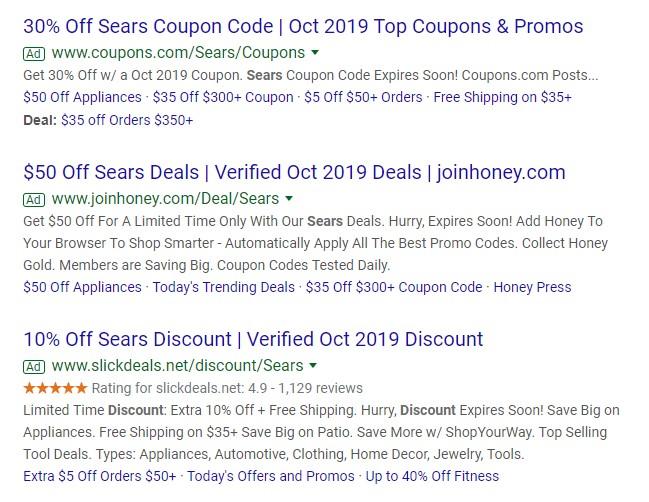 30% Off Sears Coupon Code | Oct 2019 Top Coupons & Promos
Ad www.coupons.com/Sears/Coupons
Get 30% Off w/ a Oct 2019 Coupon. Sears Coupon Code Expires Soon! Coupons.com Posts...
$50 Off Appliances · $35 Off $300+ Coupon · $5 Off $50+ Orders · Free Shipping on $35+
Deal: $35 off Orders $350+
$50 Off Sears Deals | Verified Oct 2019 Deals | joinhoney.com
Ad www.joinhoney.com/Deal/Sears
Get $50 Off For A Limited Time Only With Our Sears Deals. Hurry, Expires Soon! Add Honey To
Your Browser To Shop Smarter - Automatically Apply All The Best Promo Codes. Collect Honey
Gold. Members are Saving Big. Coupon Codes Tested Daily.
$50 Off Appliances · Today's Trending Deals · $35 Off $300+ Coupon Code · Honey Press
10% Off Sears Discount | Verified Oct 2019 Discount
Ad www.slickdeals.net/discount/Sears
Rating for slickdeals.net: 4.9 - 1,129 reviews
Limited Time Discount: Extra 10% Off + Free Shipping. Hurry, Discount Expires Soon! Save Big on
Appliances. Free Shipping on $35+ Save Big on Patio. Save More w/ ShopYourWay. Top Selling
Tool Deals. Types: Appliances, Automotive, Clothing, Home Decor, Jewelry, Tools.
Extra $5 Off Orders $50+ · Today's Offers and Promos · Up to 40% Off Fitness